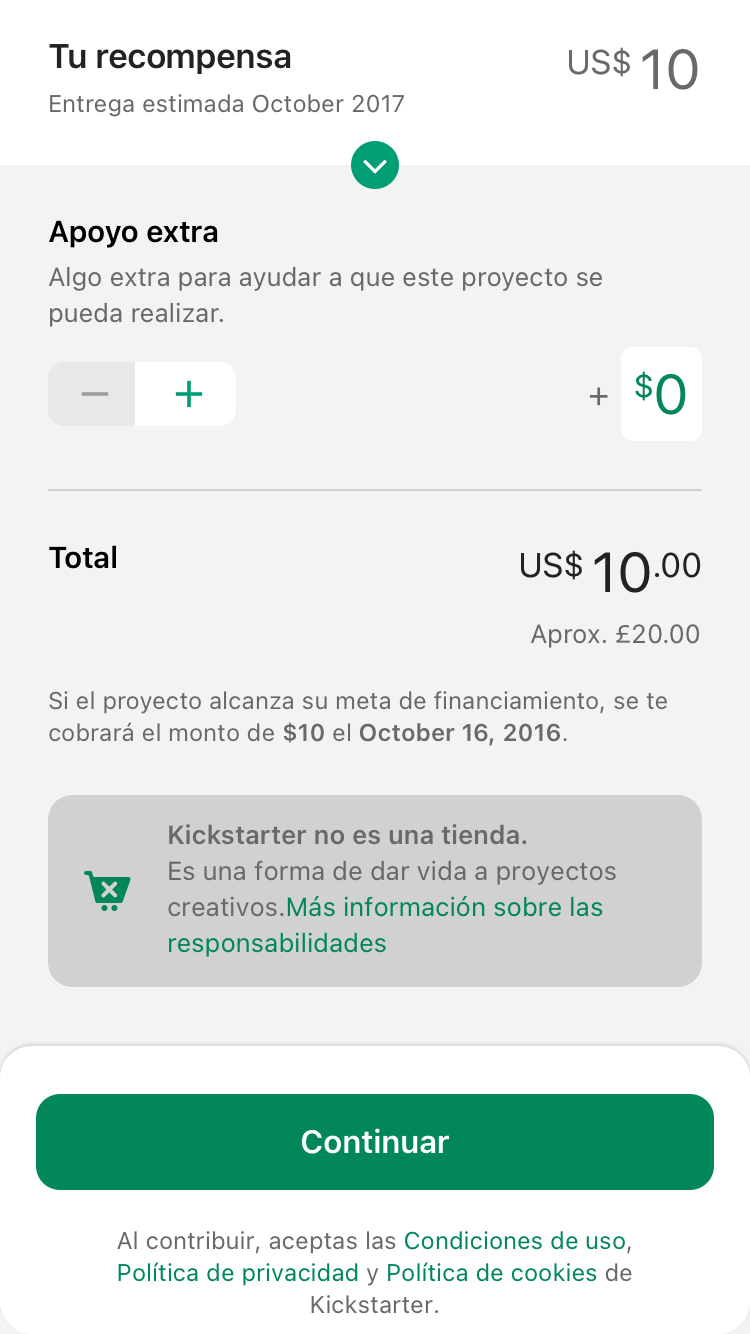 Tu recompensa
US$ 10
Entrega estimada October 2017
Apoyo extra
Algo extra para ayudar a que este proyecto se
pueda realizar.
+ $0
Total
US$ 10.00
Aprox. £20.00
Si el proyecto alcanza su meta de financiamiento, se te
cobrará el monto de $10 el October 16, 2016.
Kickstarter no es una tienda.
Es una forma de dar vida a proyectos
creativos.Más información sobre las
responsabilidades
Continuar
Al contribuir, aceptas las Condiciones de uso,
Política de privacidad y Política de cookies de
Kickstarter.